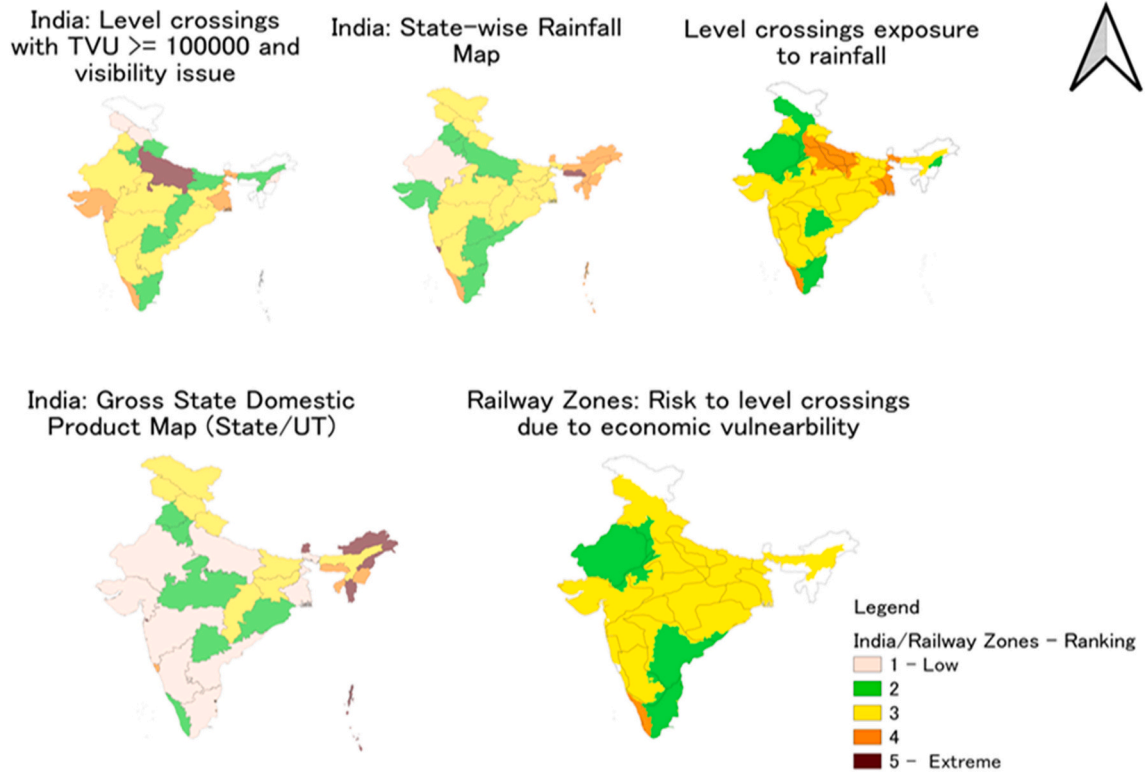 India: Level crossings
with TVU >= 100000 and
visibility issue
India: State-wise Rainfall
Map
Level crossings exposure
to rainfall
India: Gross State Domestic
Product Map (State/UT)
Railway Zones: Risk to level crossings
due to economic vulnearbility
Legend
India/Railway Zones - Ranking
1 - Low
2
3
4
5 - Extreme